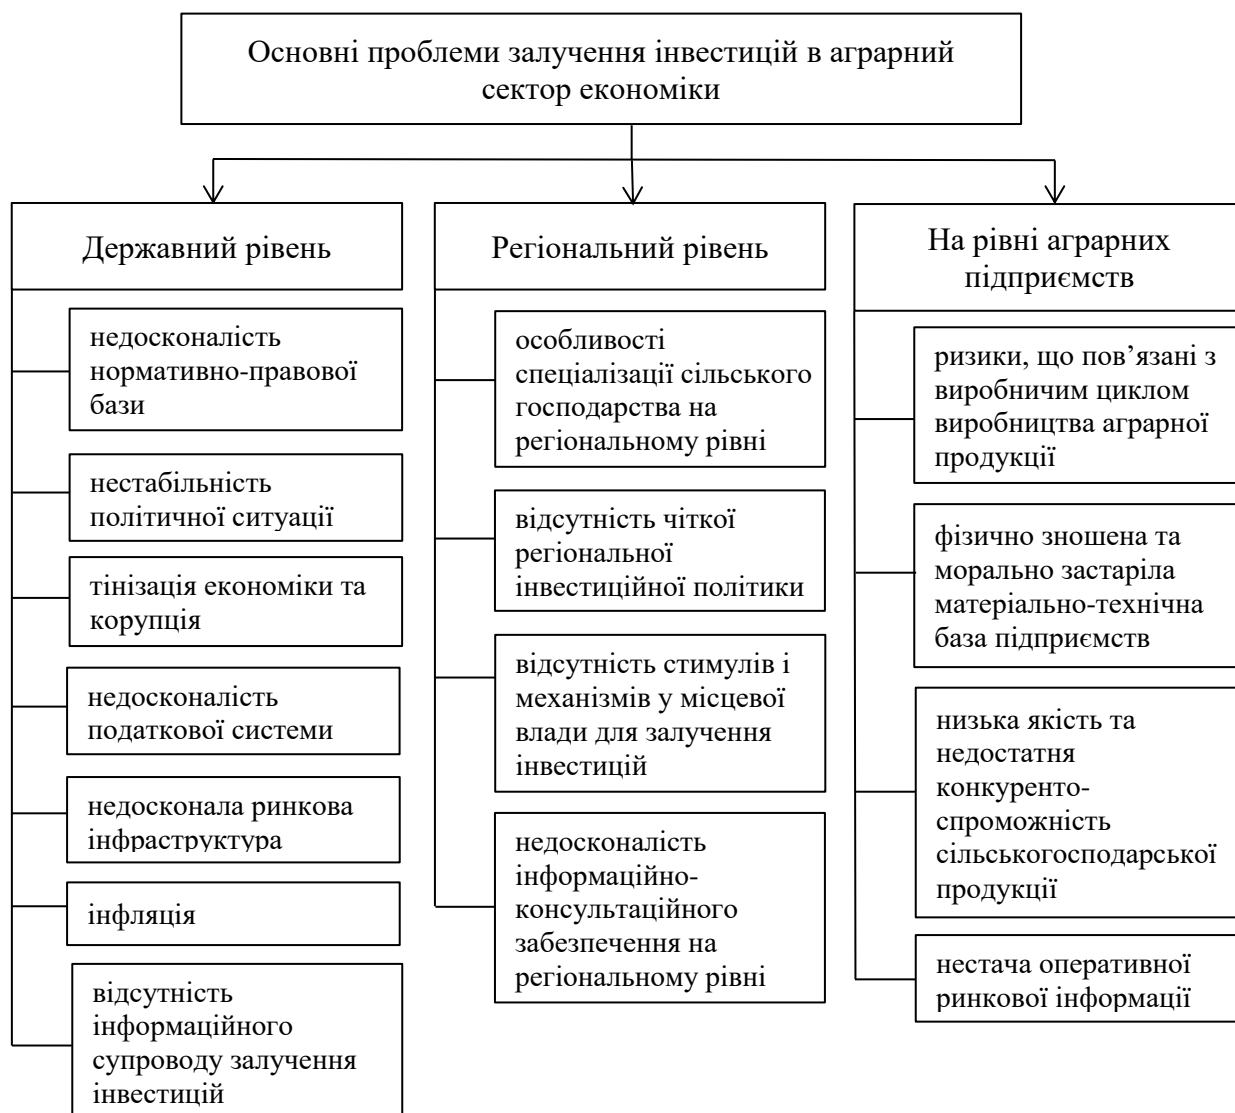 Основні проблеми залучення інвестицій в аграрний
сектор економіки
Державний рівень
недосконалість
нормативно-правової
бази
нестабільність
політичної ситуації
тінізація економіки та
корупція
недосконалість
податкової системи
недосконала ринкова
інфраструктура
інфляція
відсутність
інформаційного
супроводу залучення
інвестицій
Регіональний рівень
особливості
спеціалізації сільського
господарства на
регіональному рівні
відсутність чіткої
регіональної
інвестиційної політики
відсутність стимулів і
механізмів у місцевої
влади для залучення
інвестицій
недосконалість
інформаційно-
консультаційного
забезпечення на
регіональному рівні
На рівні аграрних
підприємств
ризики, що пов’язані з
виробничим циклом
виробництва аграрної
продукції
фізично зношена та
морально застаріла
матеріально-технічна
база підприємств
низька якість та
недостатня
конкуренто-
спроможність
сільськогосподарської
продукції
нестача оперативної
ринкової інформації